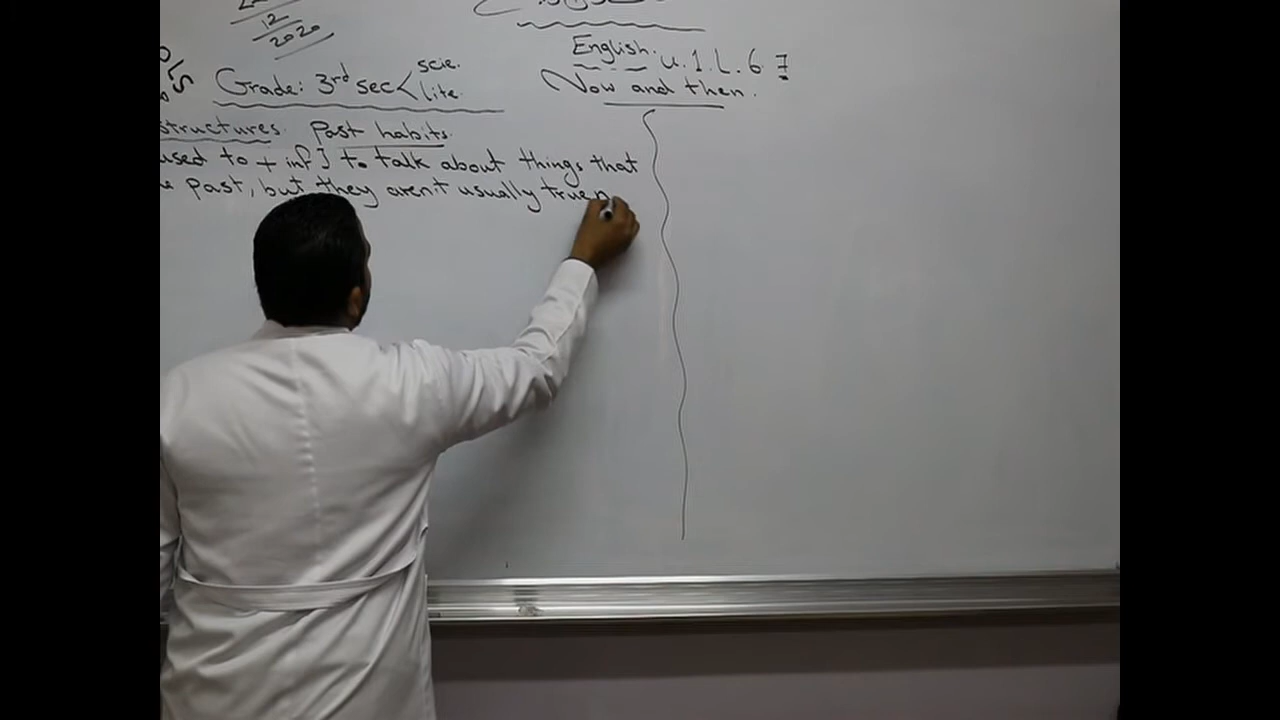 12
2020
English. u.1.L.6.7
Grade: 3rd sec < scie. lite.
Now and then.
structures. Past habits.
used to + inf] to talk about things that
past, but they aren't usually true n